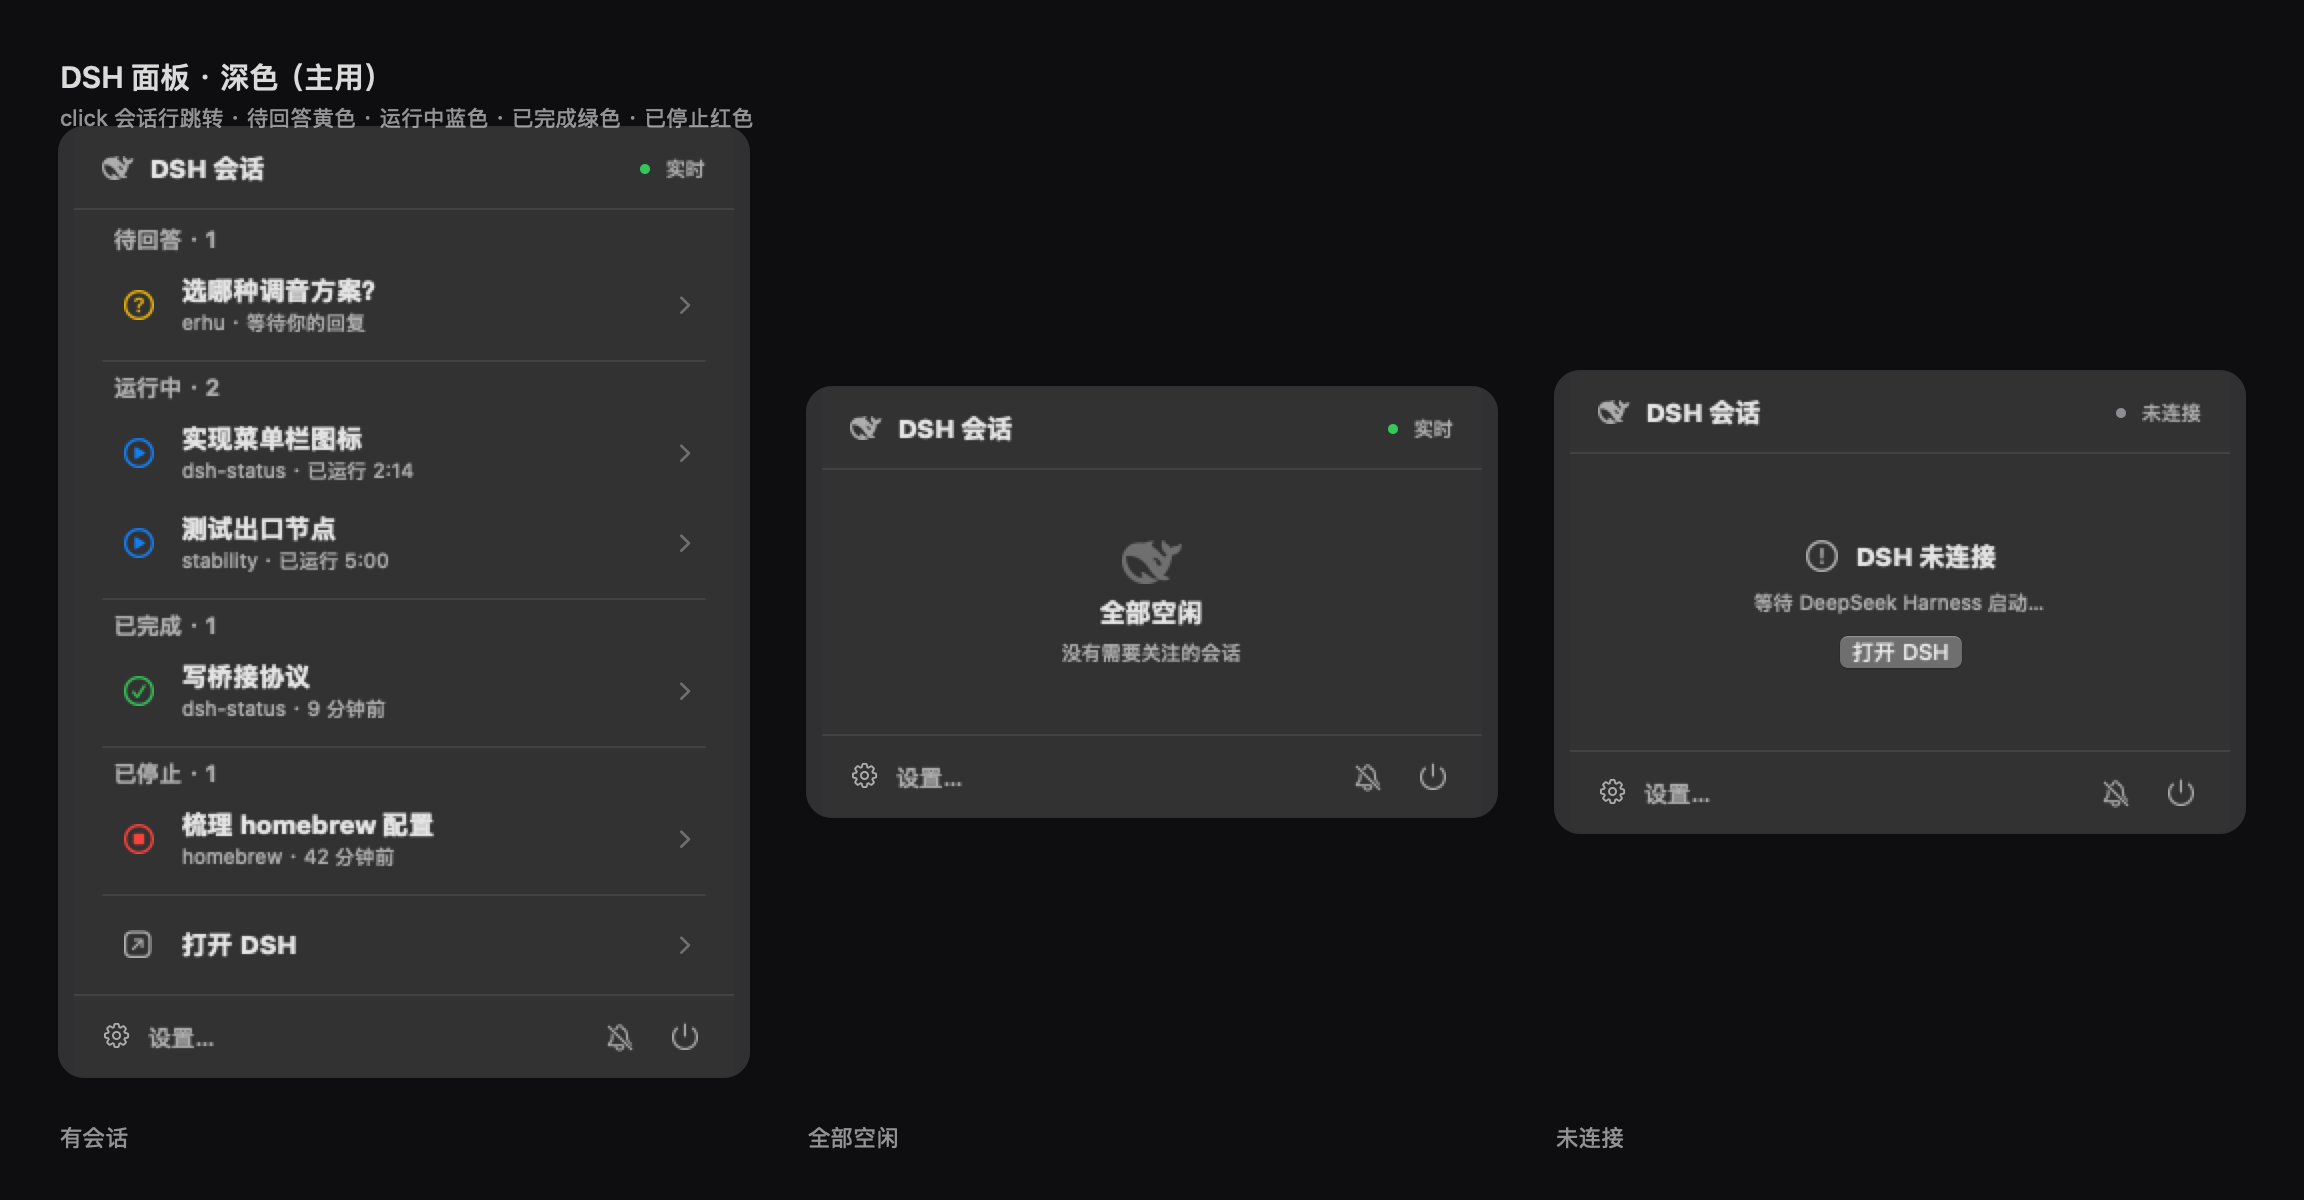 DSH 面板 · 深色（主用）
click 会话行跳转 · 待回答黄色 · 运行中蓝色 · 已完成绿色 · 已停止红色
DSH 会话
实时
待回答 · 1
选哪种调音方案?
erhu · 等待你的回复
运行中 · 2
实现菜单栏图标
dsh-status · 已运行 2:14
测试出口节点
stability · 已运行 5:00
已完成 · 1
写桥接协议
dsh-status · 9 分钟前
已停止 · 1
梳理 homebrew 配置
homebrew · 42 分钟前
打开 DSH
设置...
有会话
DSH 会话
实时
全部空闲
没有需要关注的会话
设置...
全部空闲
DSH 会话
未连接
DSH 未连接
等待 DeepSeek Harness 启动...
打开 DSH
设置...
未连接